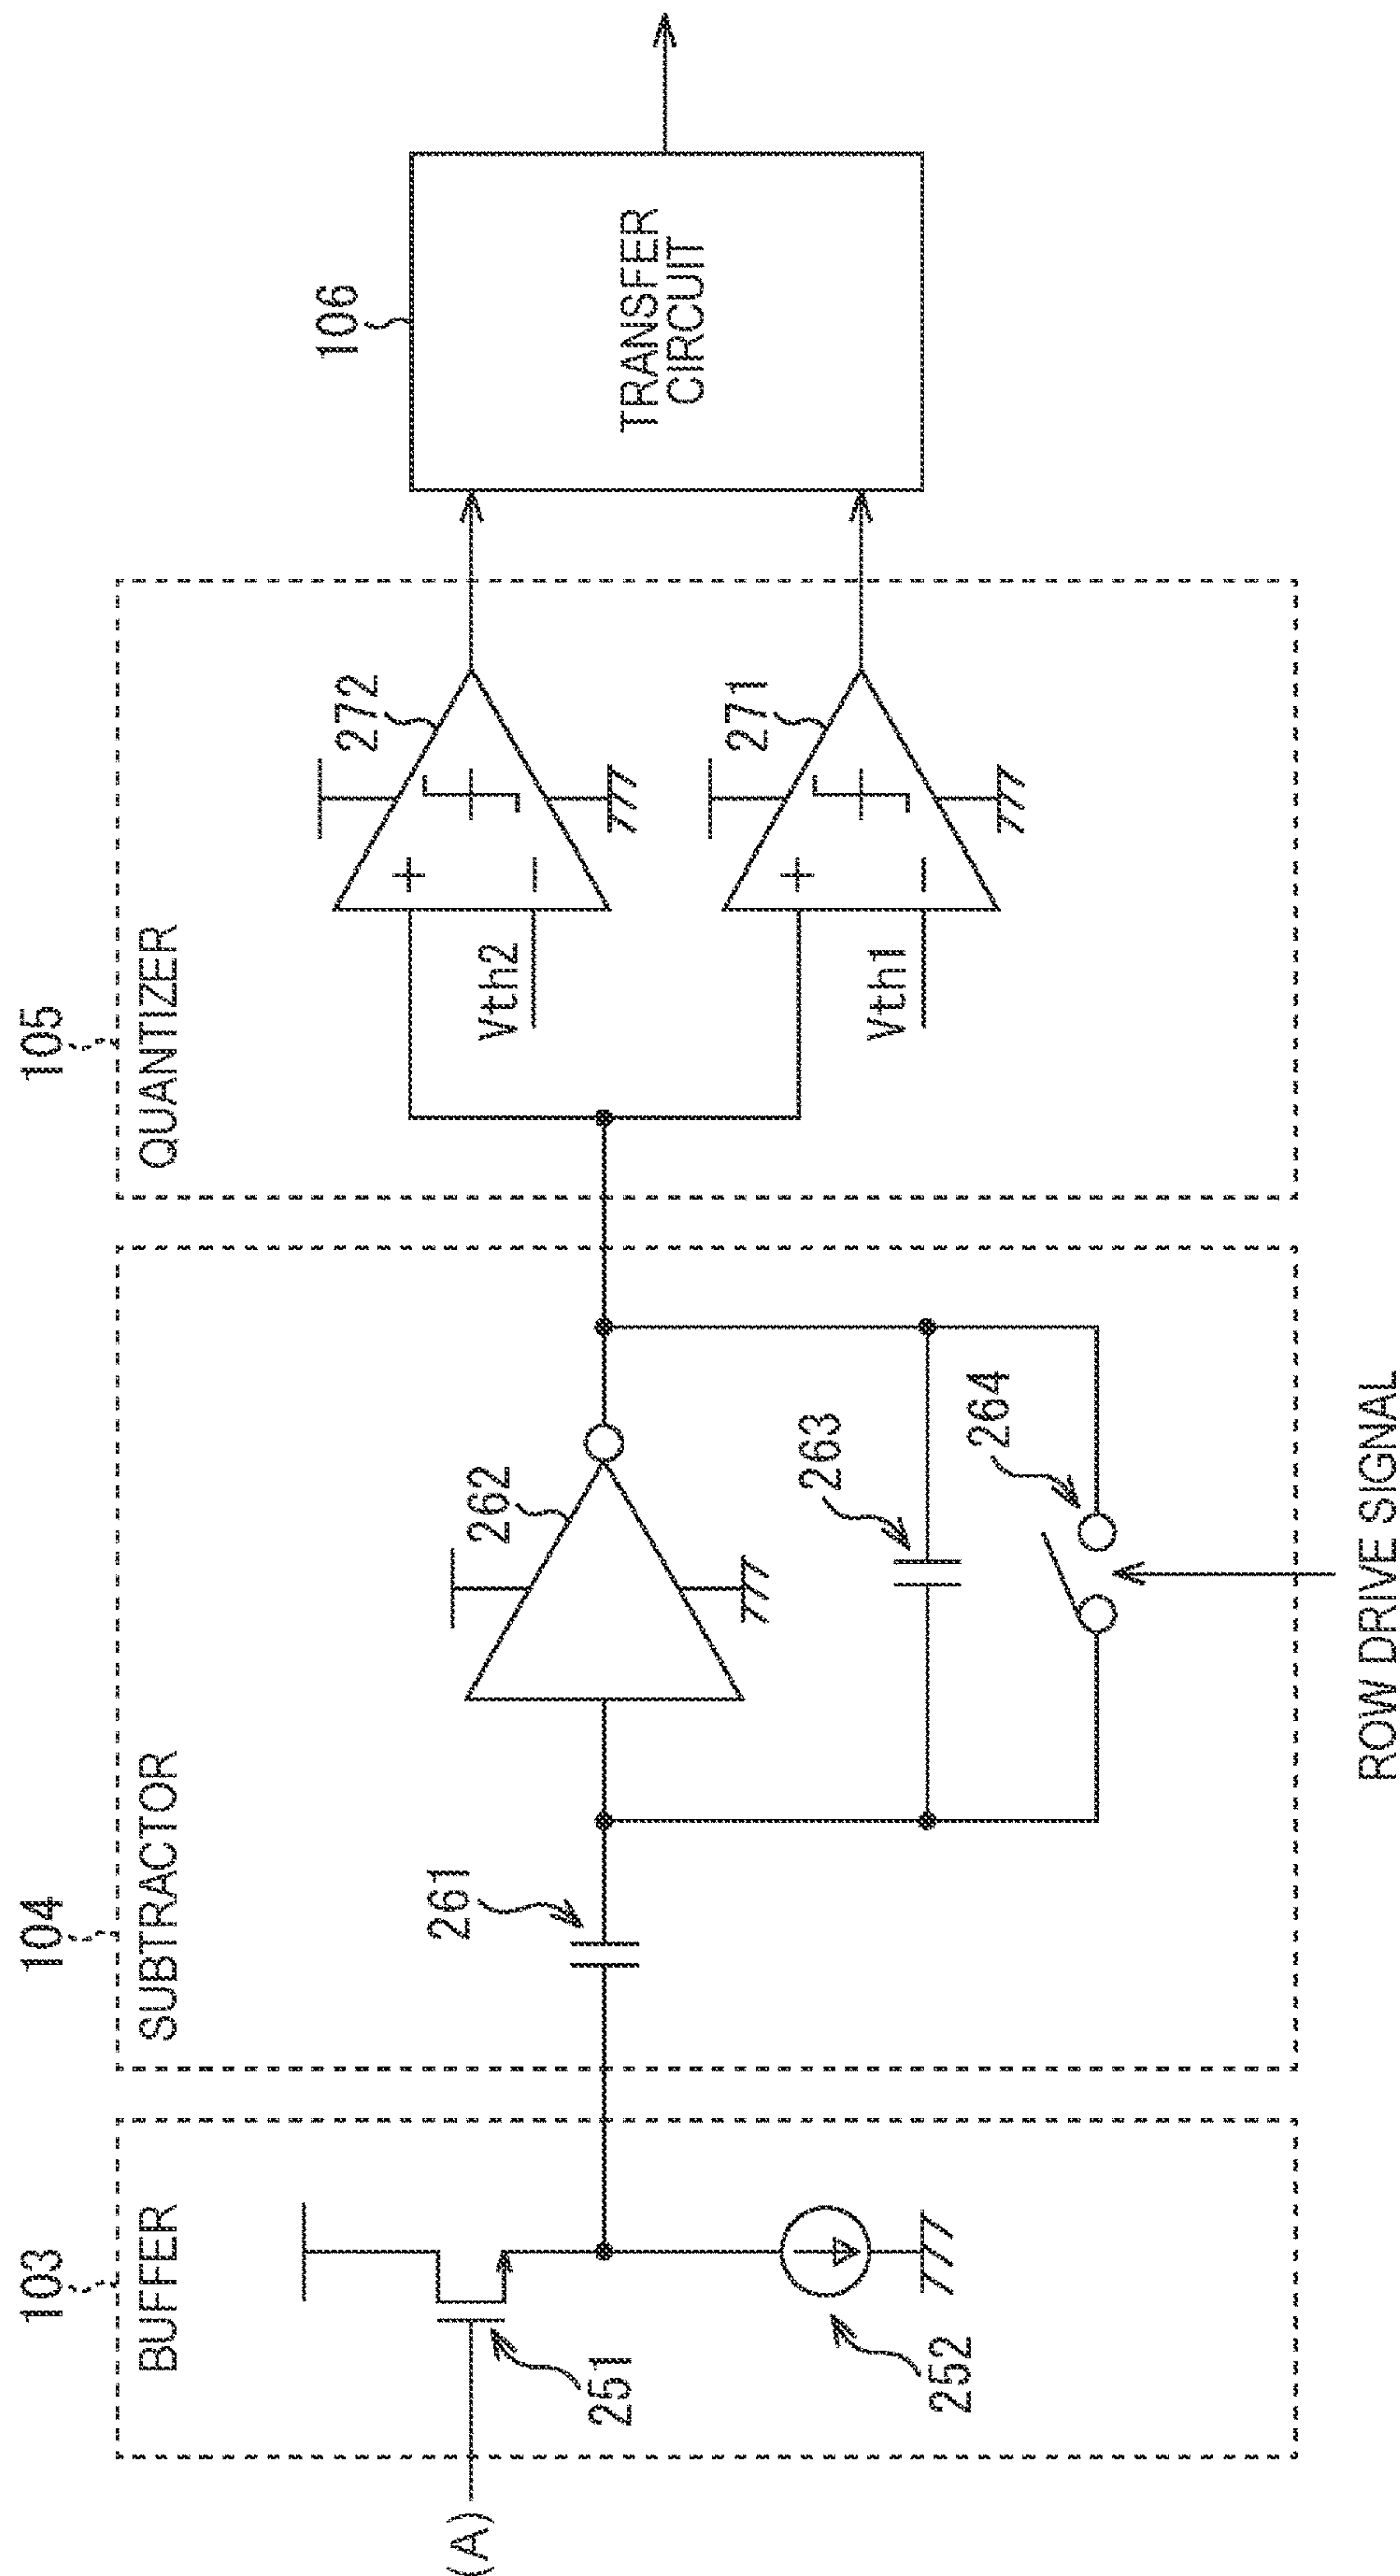 103
BUFFER
(A)
251
252
104
SUBTRACTOR
261
262
263
264
ROW DRIVE SIGNAL
105
QUANTIZER
Vth2
+
−
272
Vth1
+
−
271
106
TRANSFER
CIRCUIT